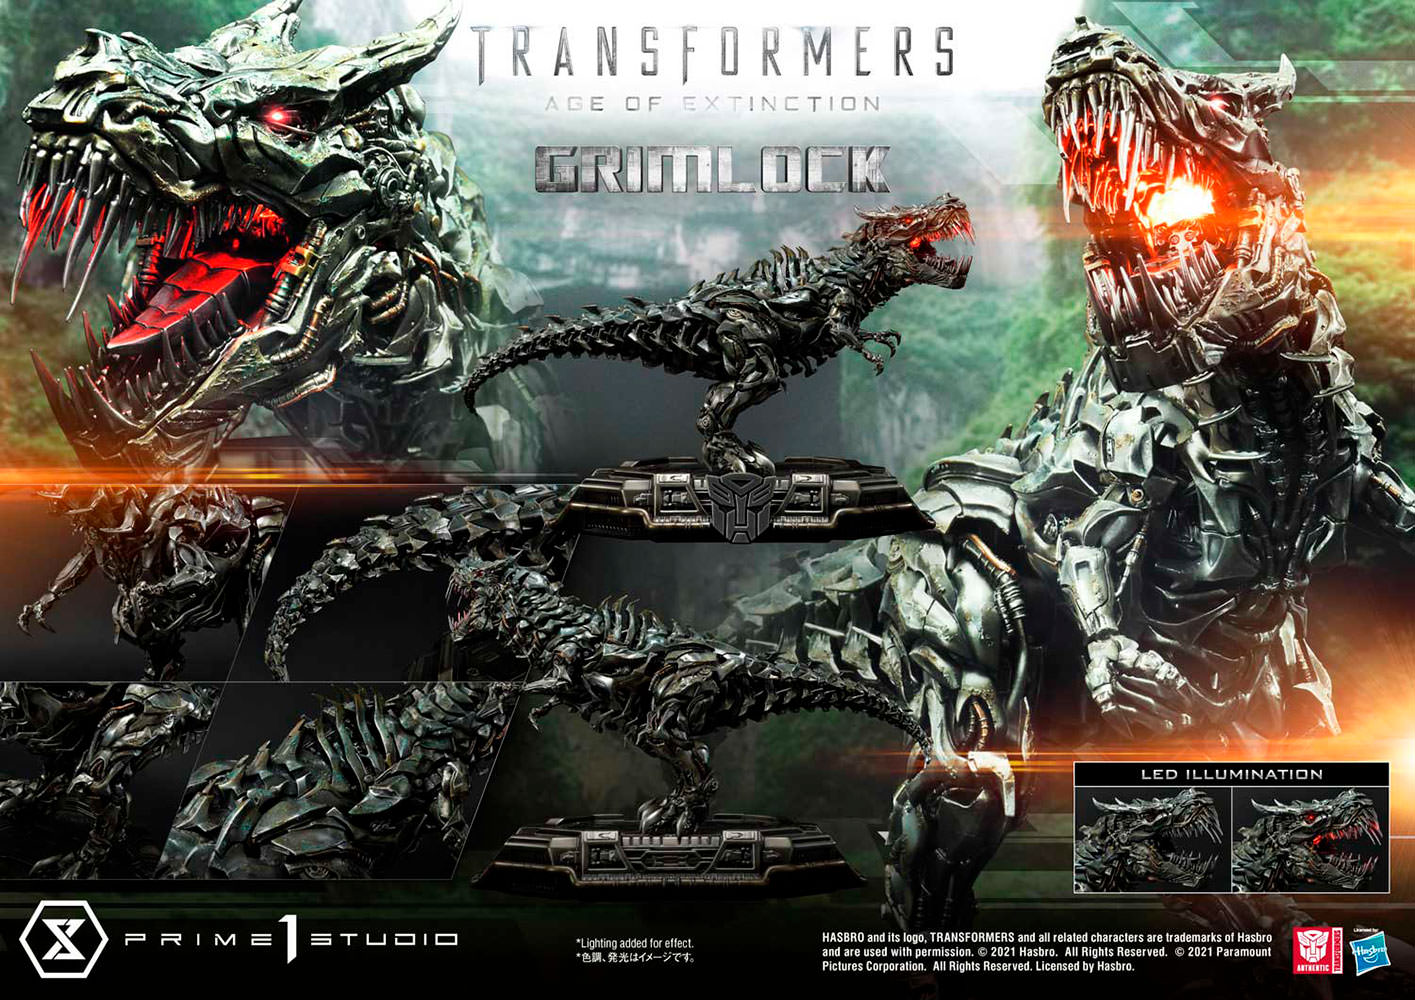 TRANSFORMERS
AGE OF EXTINCTION
GRIMLOCK
LED ILLUMINATION
PRIME 1 STUDIO
*Lighting added for effect.
*色調、発光はイメージです。
HASBRO and its logo, TRANSFORMERS and all related characters are trademarks of Hasbro
and are used with permission. © 2021 Hasbro. All Rights Reserved. © 2021 Paramount
Pictures Corporation. All Rights Reserved. Licensed by Hasbro.
AUTHENTIC
TRANSFORMERS
Licensed by:
Hasbro